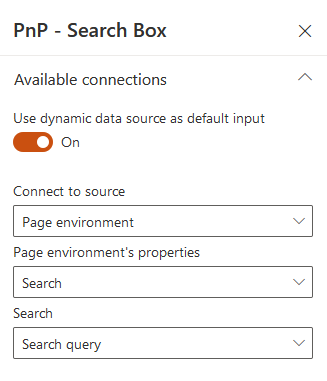 PnP - Search Box
Available connections
Use dynamic data source as default input
On
Connect to source
Page environment
Page environment's properties
Search
Search
Search query